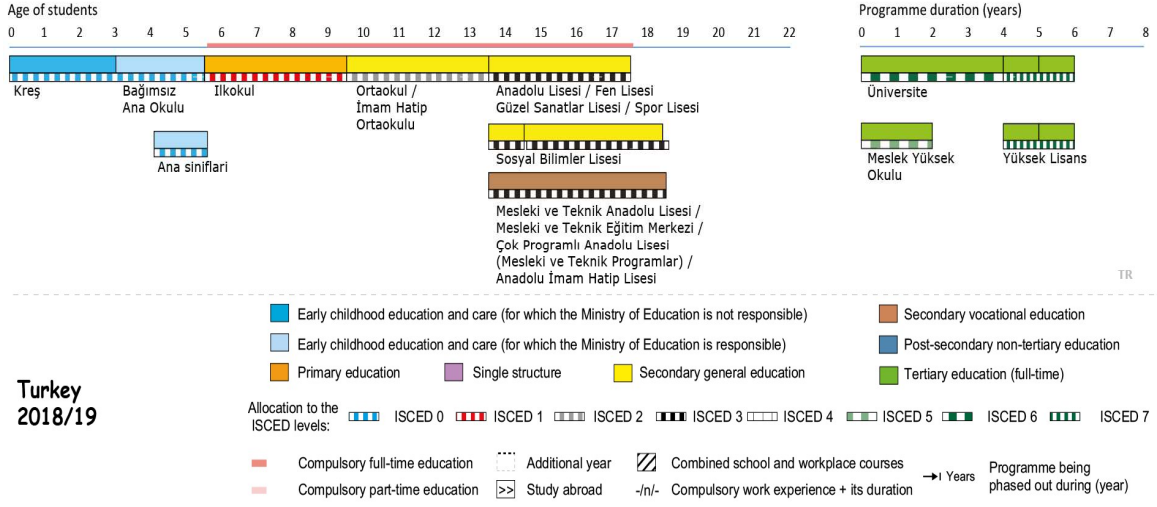 Age of students
Programme duration (years)
0 1 2 3 4 5 6 7 8 9 10 11 12 13 14 15 16 17 18 19 20 21 22
0 1 2 3 4 5 6 7 8
Kreş
Bağımsız
Ana Okulu
Ilkokul
Ortaokul /
İmam Hatip
Ortaokulu
Anadolu Lisesi / Fen Lisesi
Güzel Sanatlar Lisesi / Spor Lisesi
Üniversite
Ana siniflari
Sosyal Bilimler Lisesi
Meslek Yüksek
Okulu
Yüksek Lisans
Mesleki ve Teknik Anadolu Lisesi /
Mesleki ve Teknik Eğitim Merkezi /
Çok Programlı Anadolu Lisesi
(Mesleki ve Teknik Programlar) /
Anadolu İmam Hatip Lisesi
TR
Early childhood education and care (for which the Ministry of Education is not responsible)
Secondary vocational education
Early childhood education and care (for which the Ministry of Education is responsible)
Post-secondary non-tertiary education
Primary education
Single structure
Secondary general education
Tertiary education (full-time)
Turkey
2018/19
Allocation to the
ISCED levels:
ISCED 0
ISCED 1
ISCED 2
ISCED 3
ISCED 4
ISCED 5
ISCED 6
ISCED 7
Compulsory full-time education
Additional year
Combined school and workplace courses
Compulsory part-time education
>> Study abroad
-/n/- Compulsory work experience + its duration
Years
Programme being
phased out during (year)